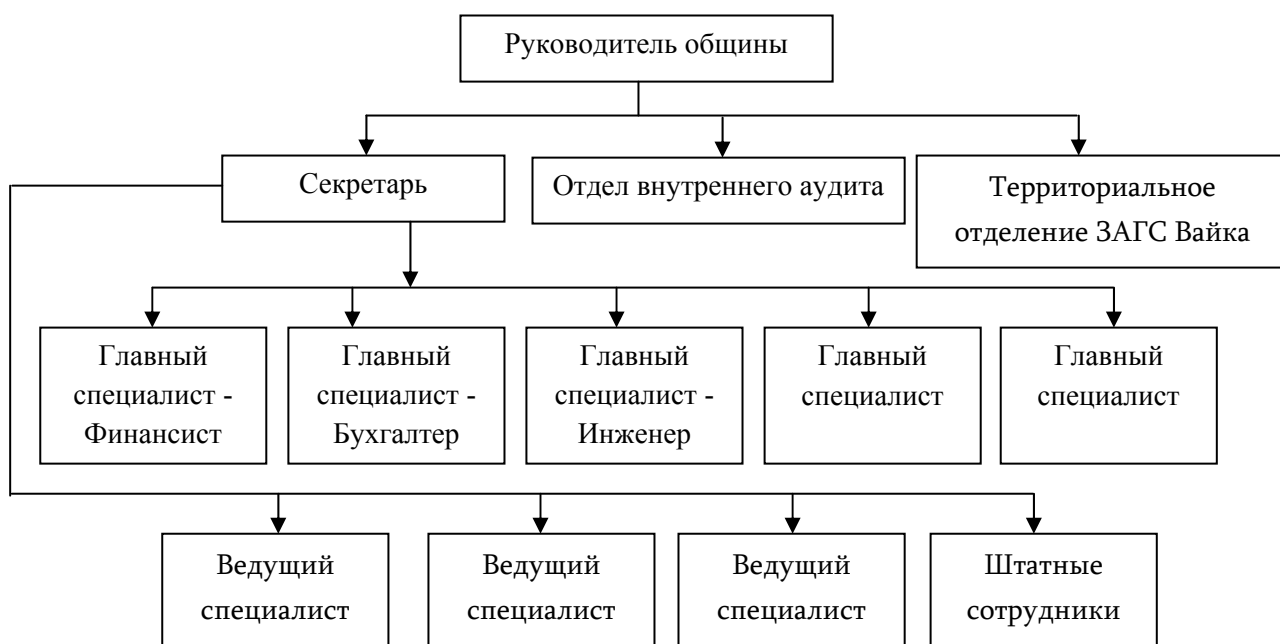 Руководитель общины
Секретарь
Отдел внутреннего аудита
Территориальное
отделение ЗАГС Вайка
Главный
специалист -
Финансист
Главный
специалист -
Бухгалтер
Главный
специалист -
Инженер
Главный
специалист
Главный
специалист
Ведущий
специалист
Ведущий
специалист
Ведущий
специалист
Штатные
сотрудники